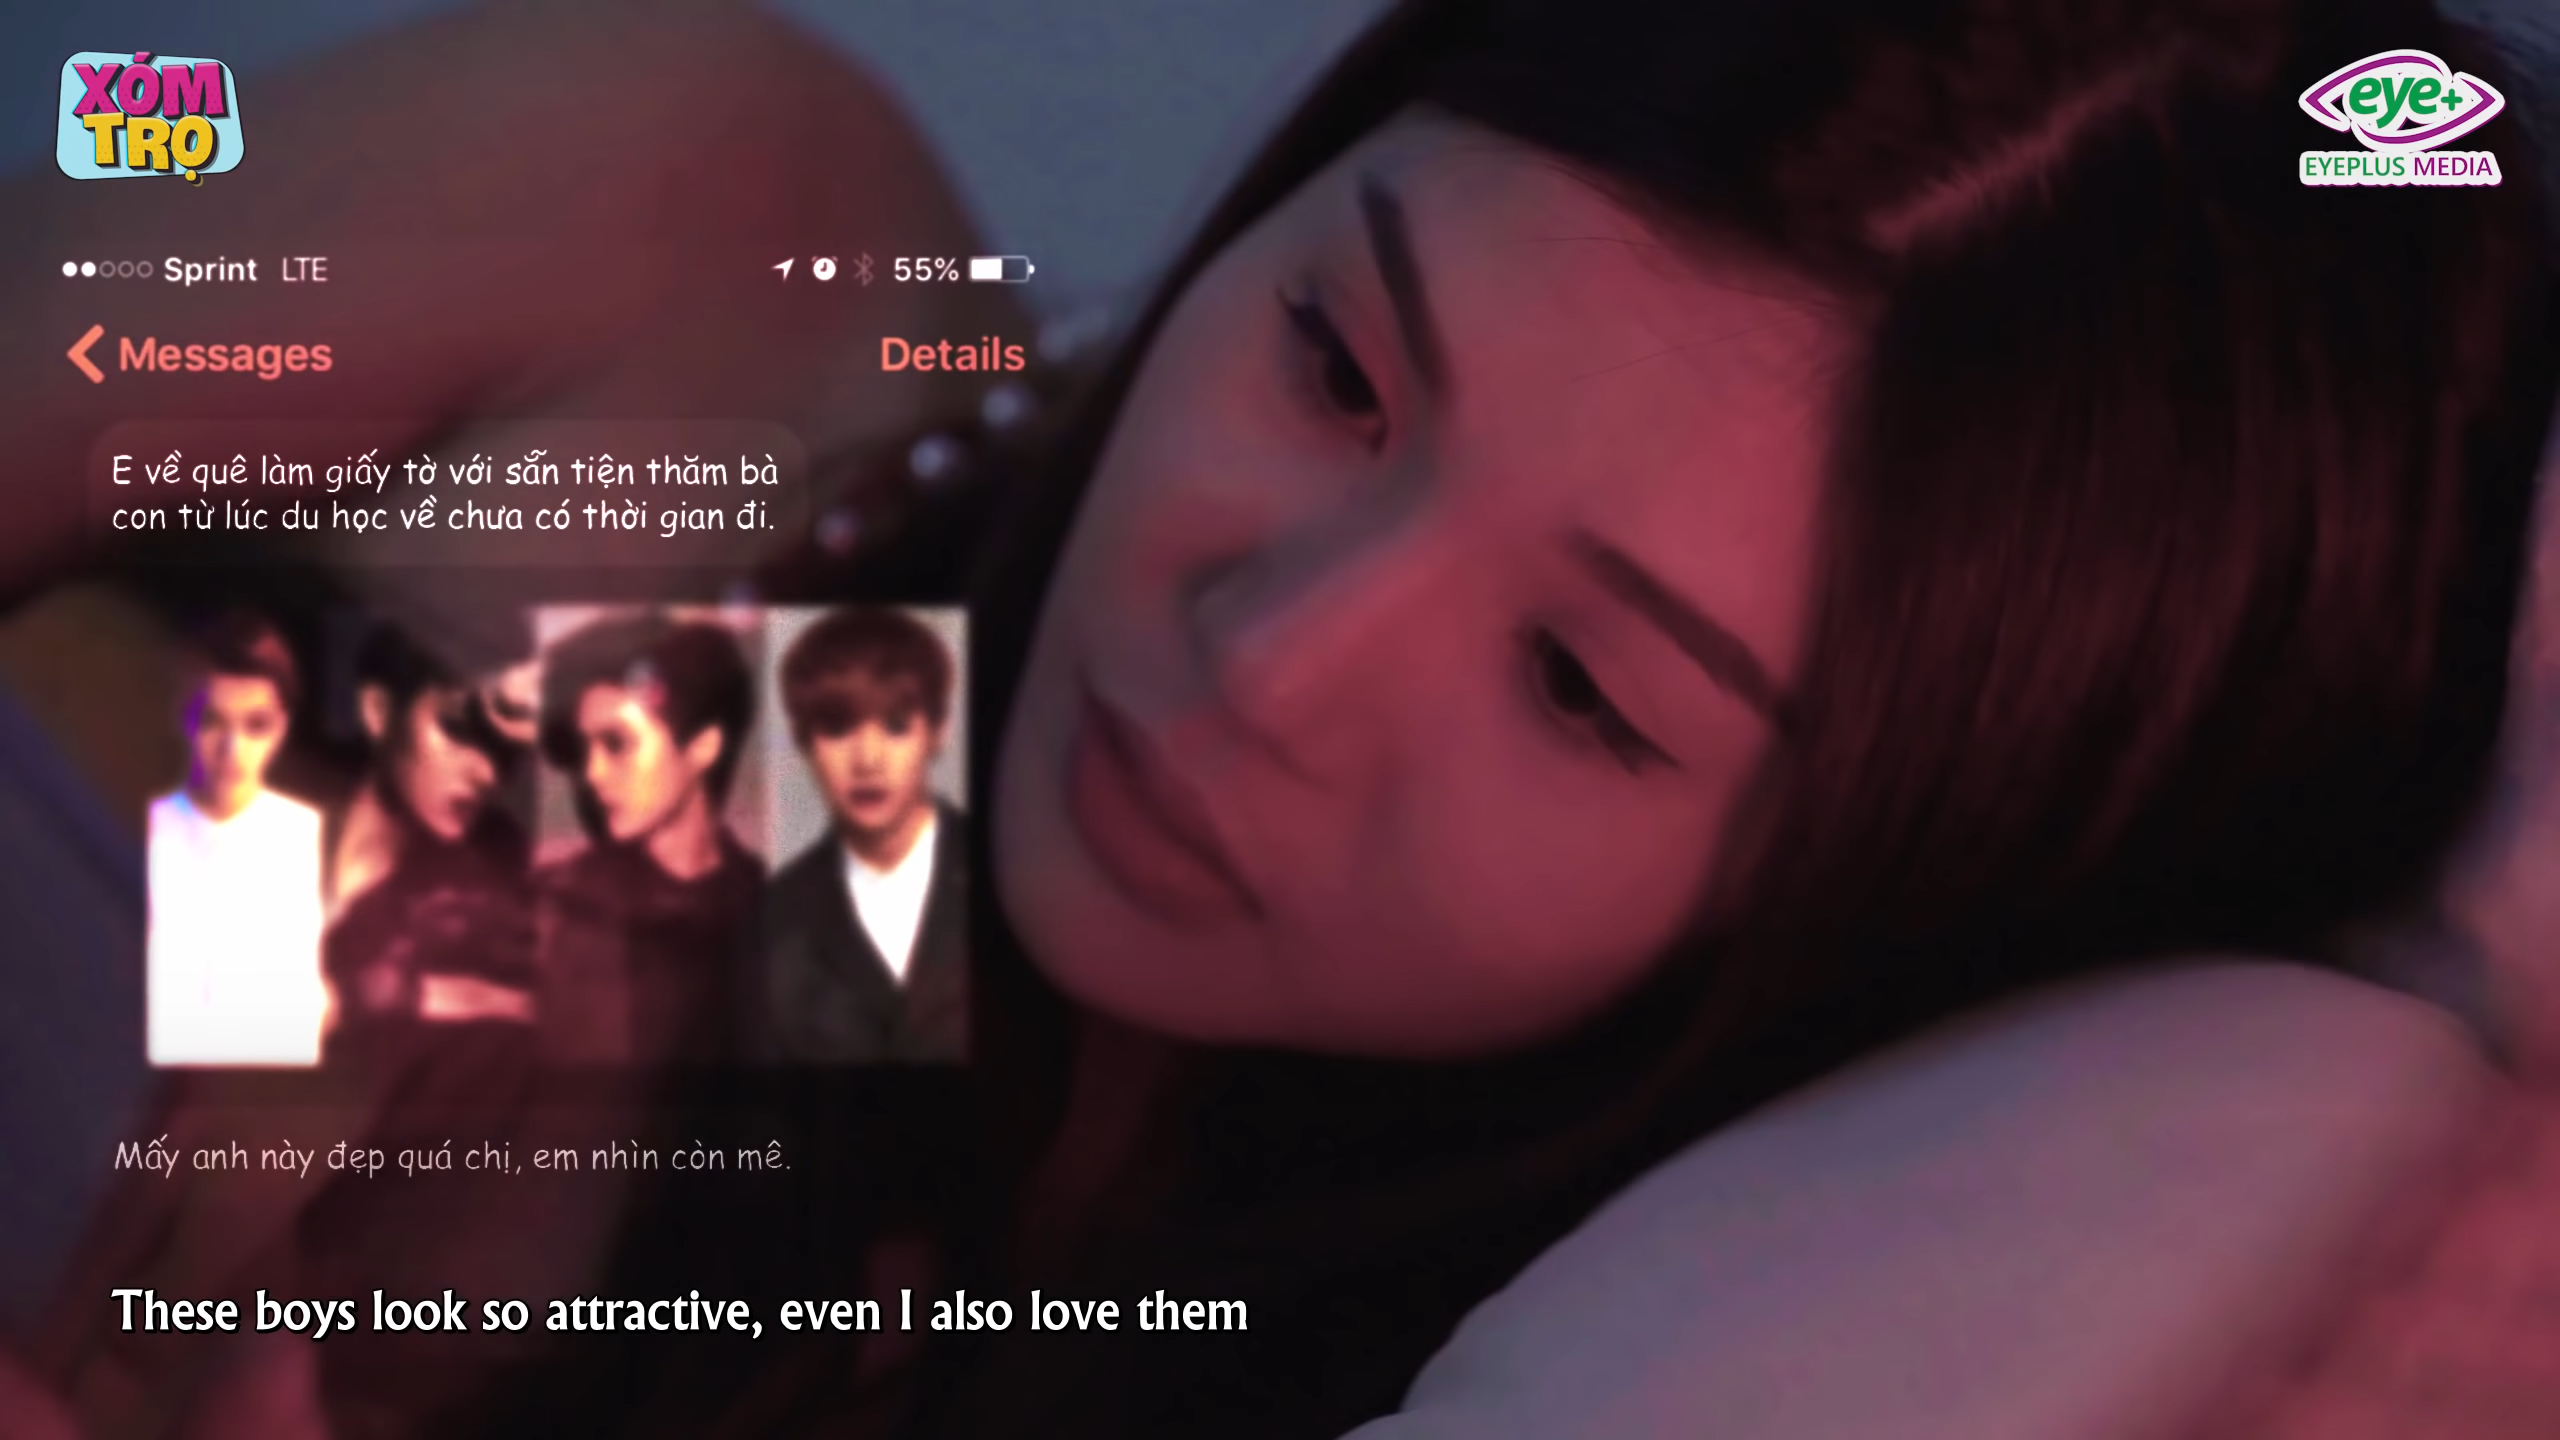 XÓM
TRỌ
eye+
EYEPLUS MEDIA
Sprint LTE
55%
Messages
Details
E về quê làm giấy tờ với sẵn tiện thăm bà
con từ lúc du học về chưa có thời gian đi.
Mấy anh này đẹp quá chị, em nhìn còn mê.
These boys look so attractive, even I also love them